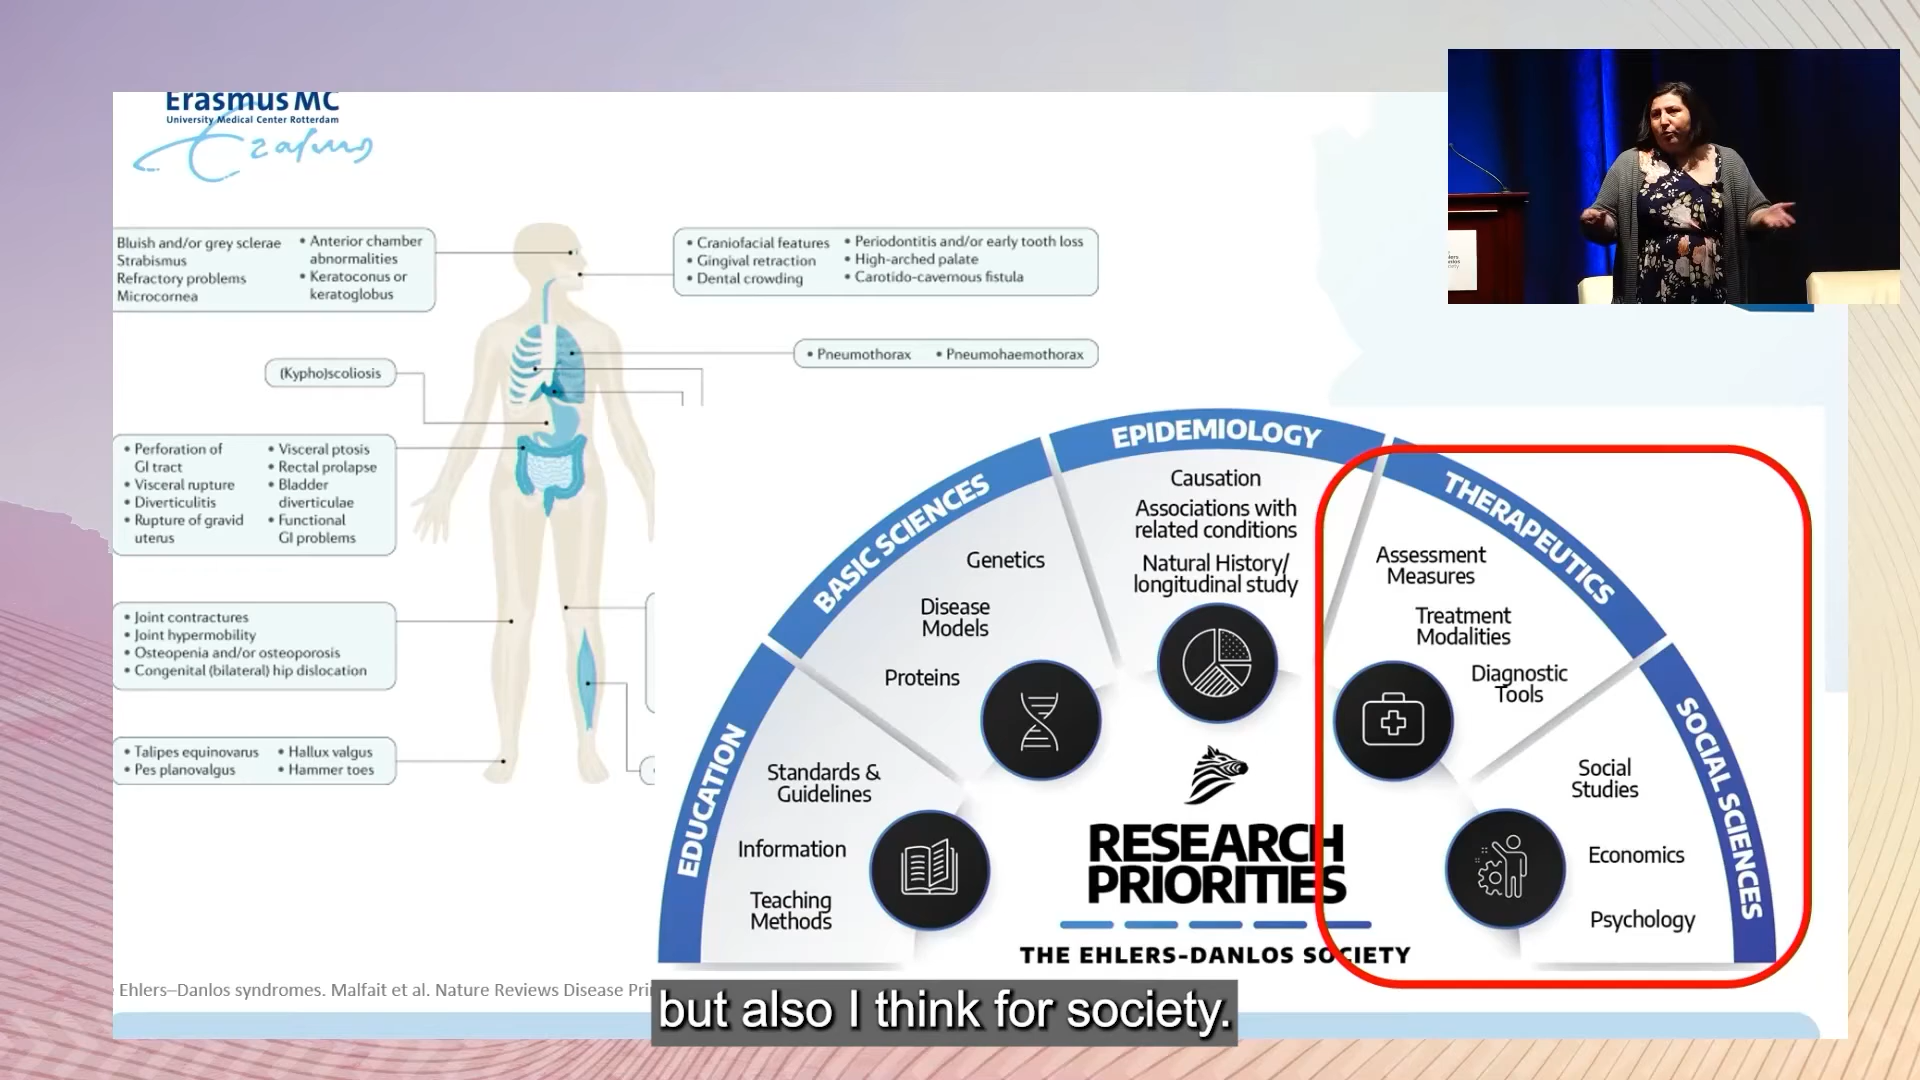 Erasmus MC
University Medical Center Rotterdam
Erasmus
Bluish and/or grey sclerae
Strabismus
Refractory problems
Microcornea
• Anterior chamber
abnormalities
• Keratoconus or
keratoglobus
• Craniofacial features
• Gingival retraction
• Dental crowding
• Periodontitis and/or early tooth loss
• High-arched palate
• Carotido-cavernous fistula
• Pneumothorax • Pneumohaemothorax
(Kypho)scoliosis
• Perforation of
GI tract
• Visceral rupture
• Diverticulitis
• Rupture of gravid
uterus
• Visceral ptosis
• Rectal prolapse
• Bladder
diverticulae
• Functional
GI problems
• Joint contractures
• Joint hypermobility
• Osteopenia and/or osteoporosis
• Congenital (bilateral) hip dislocation
• Talipes equinovarus
• Pes planovalgus
• Hallux valgus
• Hammer toes
EDUCATION
Standards &
Guidelines
Information
Teaching
Methods
BASIC SCIENCES
Genetics
Disease
Models
Proteins
EPIDEMIOLOGY
Causation
Associations with
related conditions
Natural History/
longitudinal study
THERAPEUTICS
Assessment
Measures
Treatment
Modalities
Diagnostic
Tools
SOCIAL SCIENCES
Social
Studies
Economics
Psychology
RESEARCH
PRIORITIES
THE EHLERS-DANLOS SOCIETY
Ehlers–Danlos syndromes. Malfait et al. Nature Reviews Disease Pri
but also I think for society.